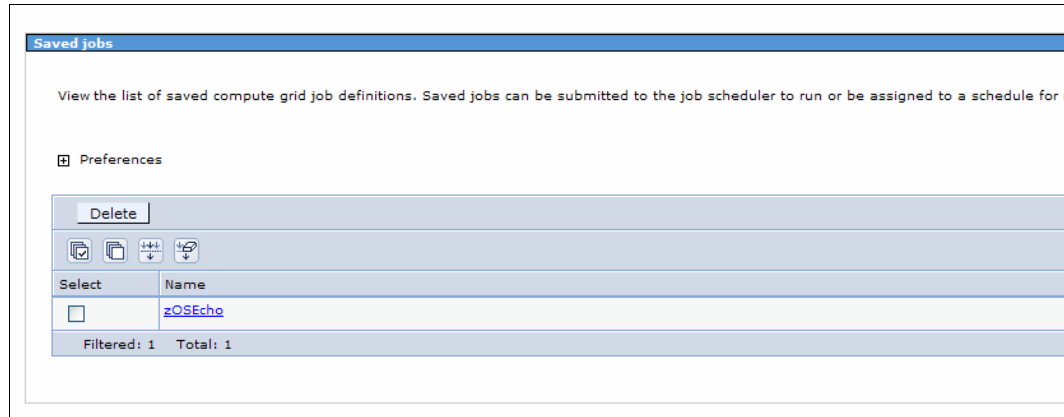 Saved jobs
View the list of saved compute grid job definitions. Saved jobs can be submitted to the job scheduler to run or be assigned to a schedule for
Preferences
Delete
Select Name
zOSEcho
Filtered: 1 Total: 1